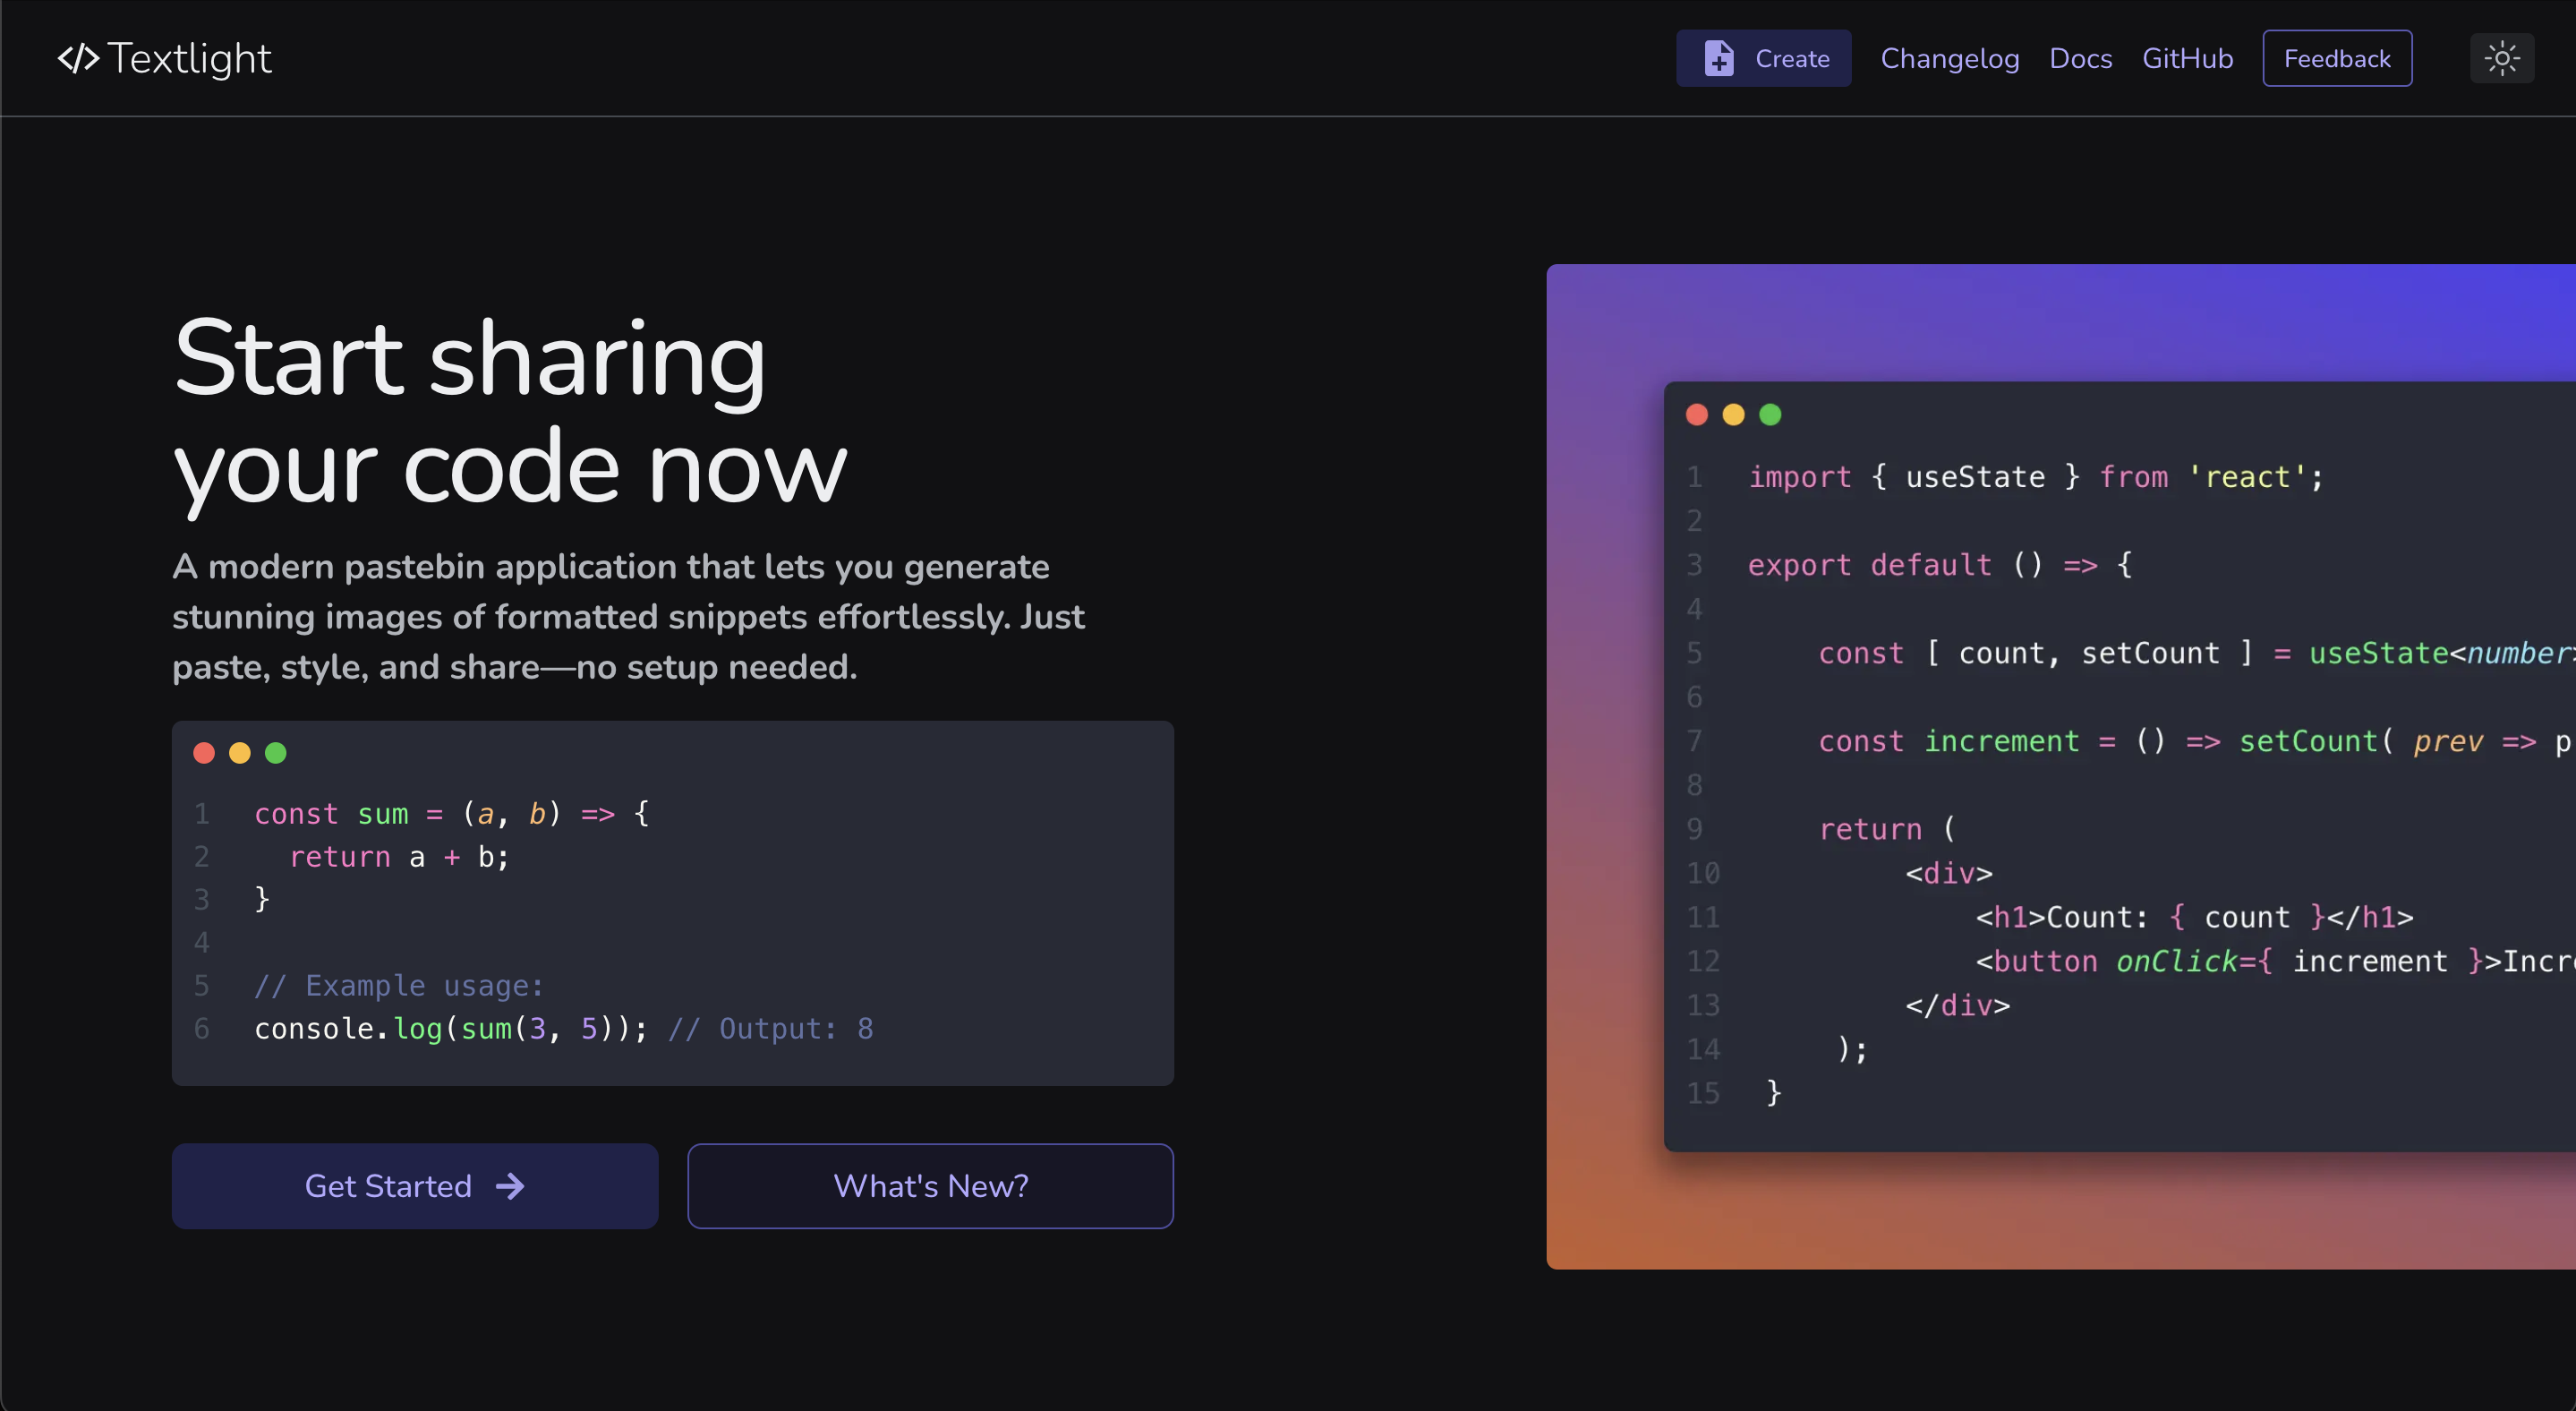 </> Textlight
Create Changelog Docs GitHub Feedback
Start sharing
your code now
A modern pastebin application that lets you generate
stunning images of formatted snippets effortlessly. Just
paste, style, and share—no setup needed.
1 const sum = (a, b) => {
2   return a + b;
3 }
4
5 // Example usage:
6 console.log(sum(3, 5)); // Output: 8
Get Started →
What's New?
1 import { useState } from 'react';
2
3 export default () => {
4
5     const [ count, setCount ] = useState<number>
6
7     const increment = () => setCount( prev => p
8
9     return (
10          <div>
11              <h1>Count: { count }</h1>
12              <button onClick={ increment }>Incr
13          </div>
14      );
15  }